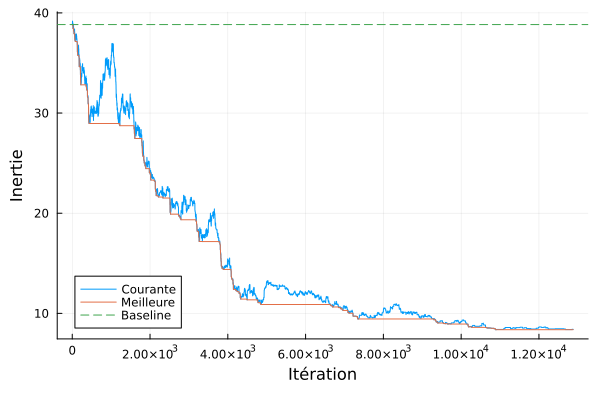 40
30
20
10
Inertie
Courante
Meilleure
Baseline
0 2.00×10³ 4.00×10³ 6.00×10³ 8.00×10³ 1.00×10⁴ 1.20×10⁴
Itération